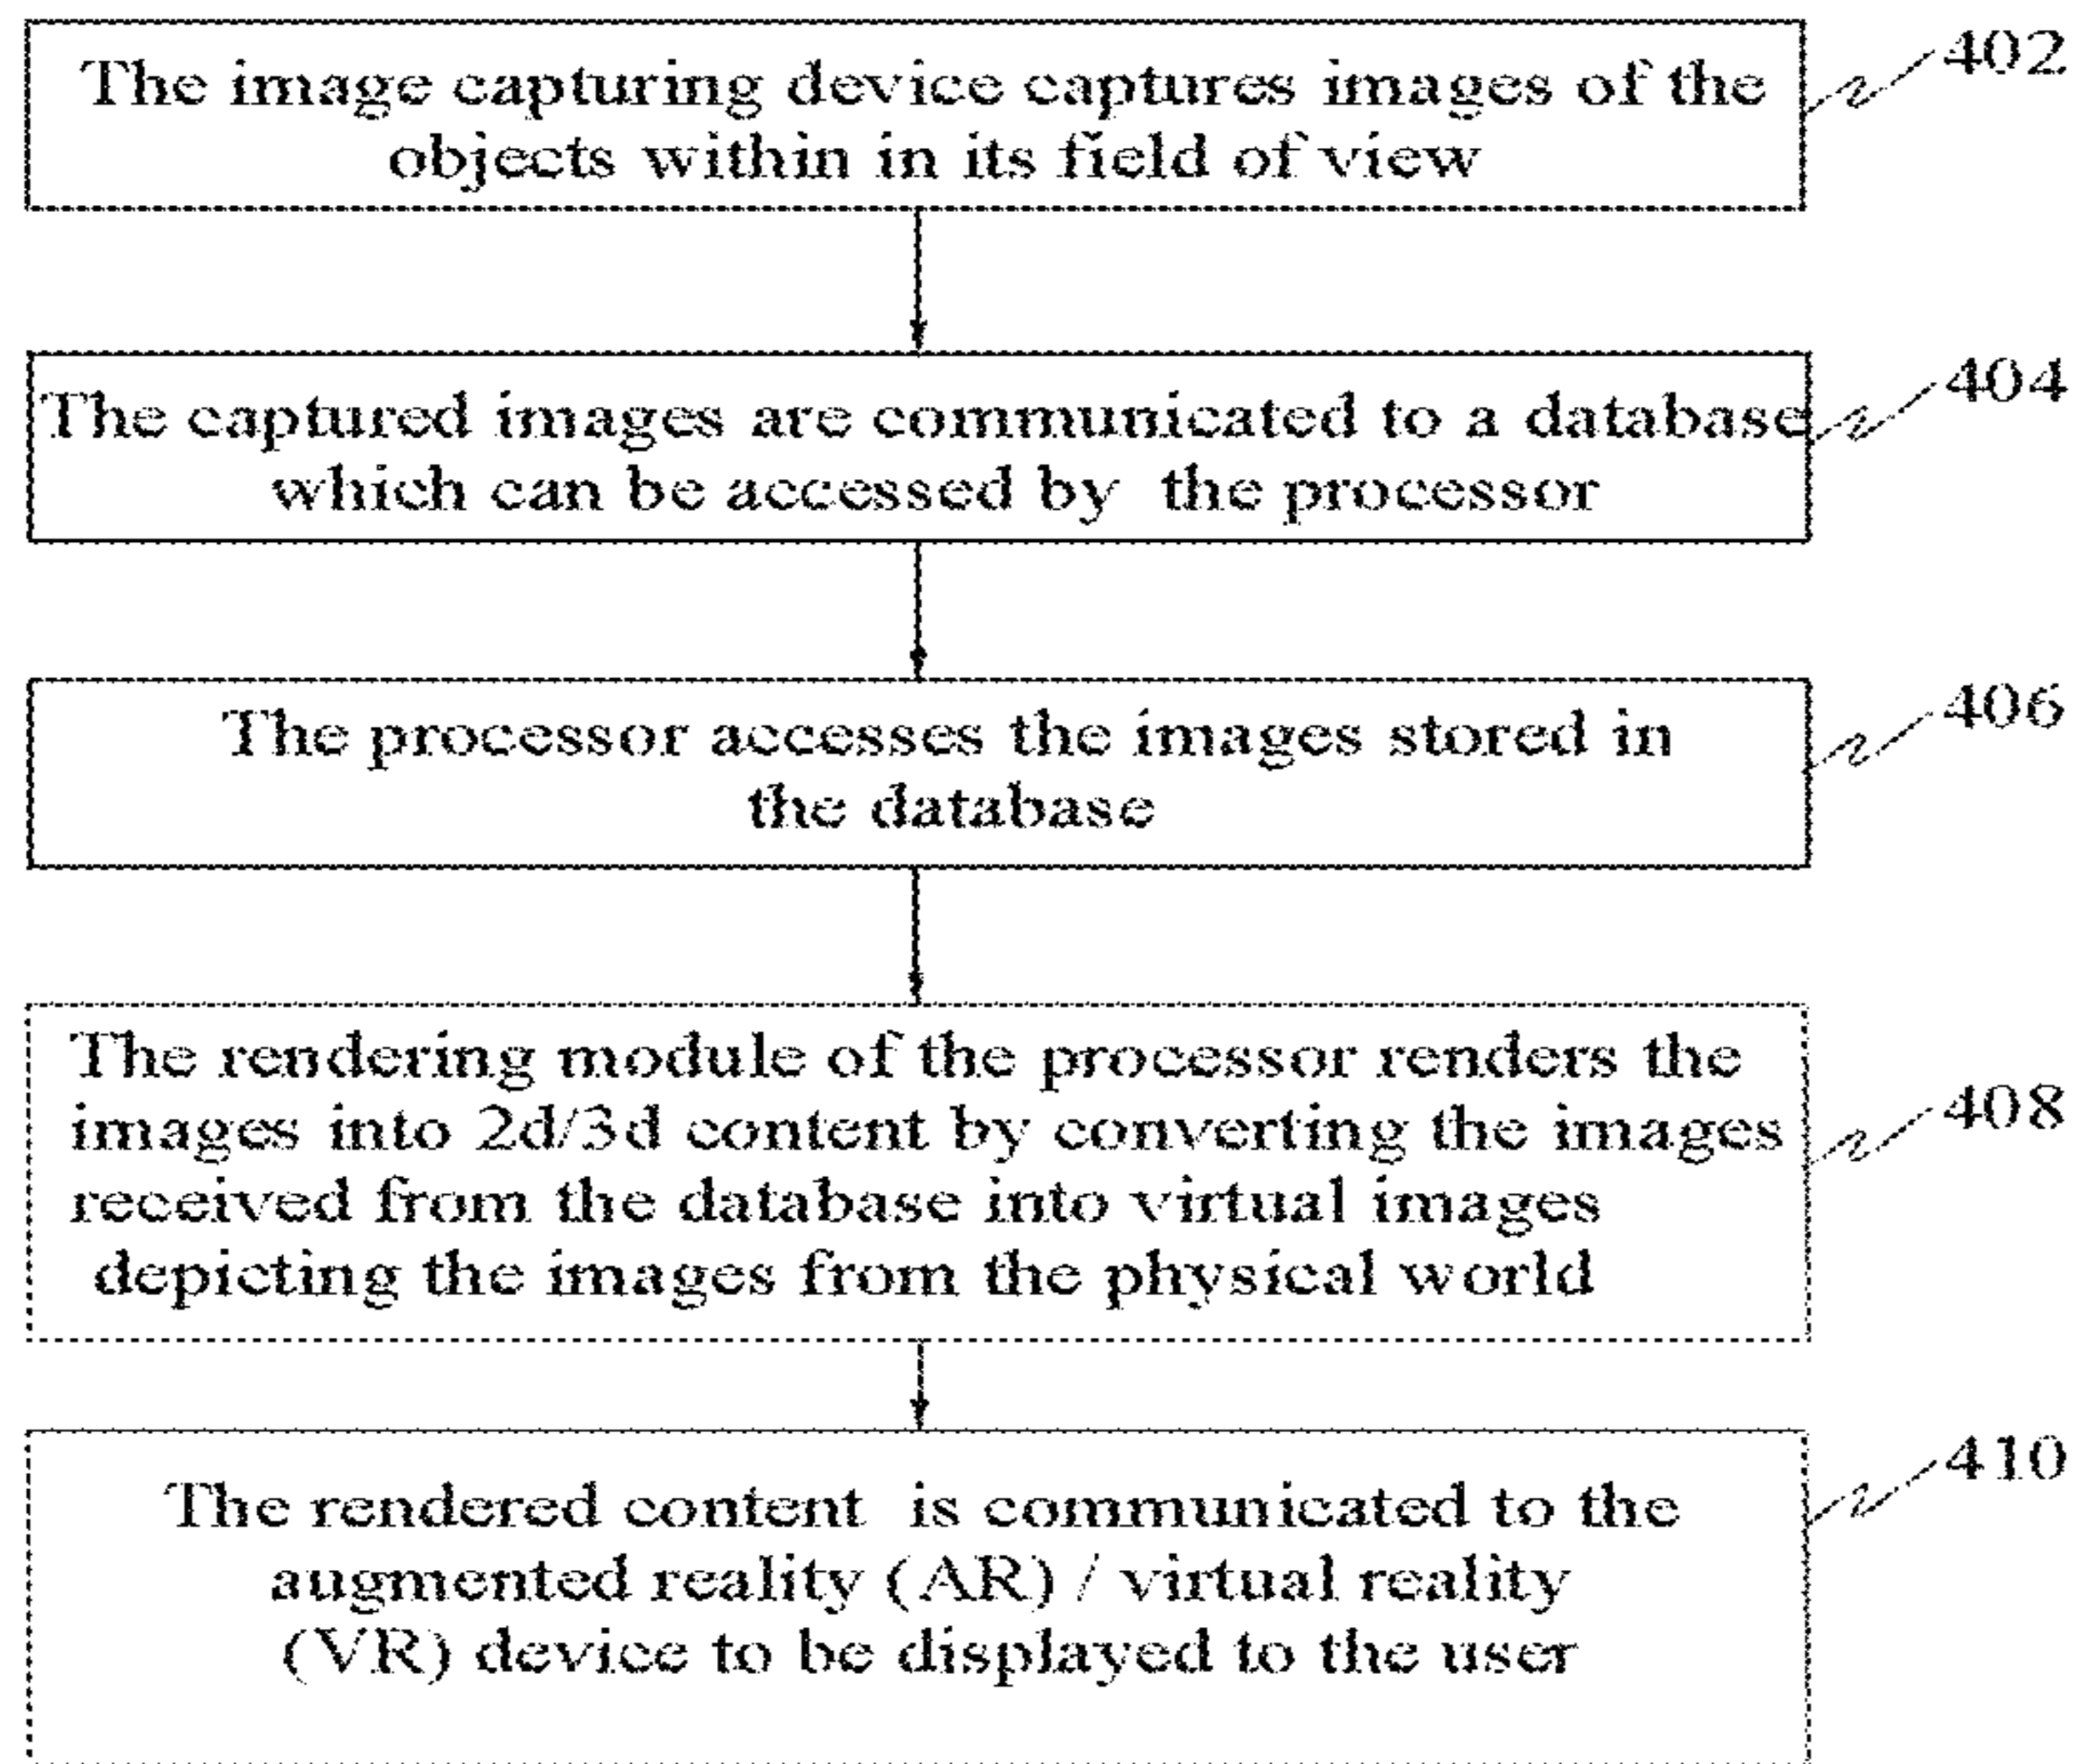 The image capturing device captures images of the
objects within in its field of view
402
The captured images are communicated to a database
which can be accessed by the processor
404
The processor accesses the images stored in
the database
406
The rendering module of the processor renders the
images into 2d/3d content by converting the images
received from the database into virtual images
depicting the images from the physical world
408
The rendered content is communicated to the
augmented reality (AR) / virtual reality
(VR) device to be displayed to the user
410